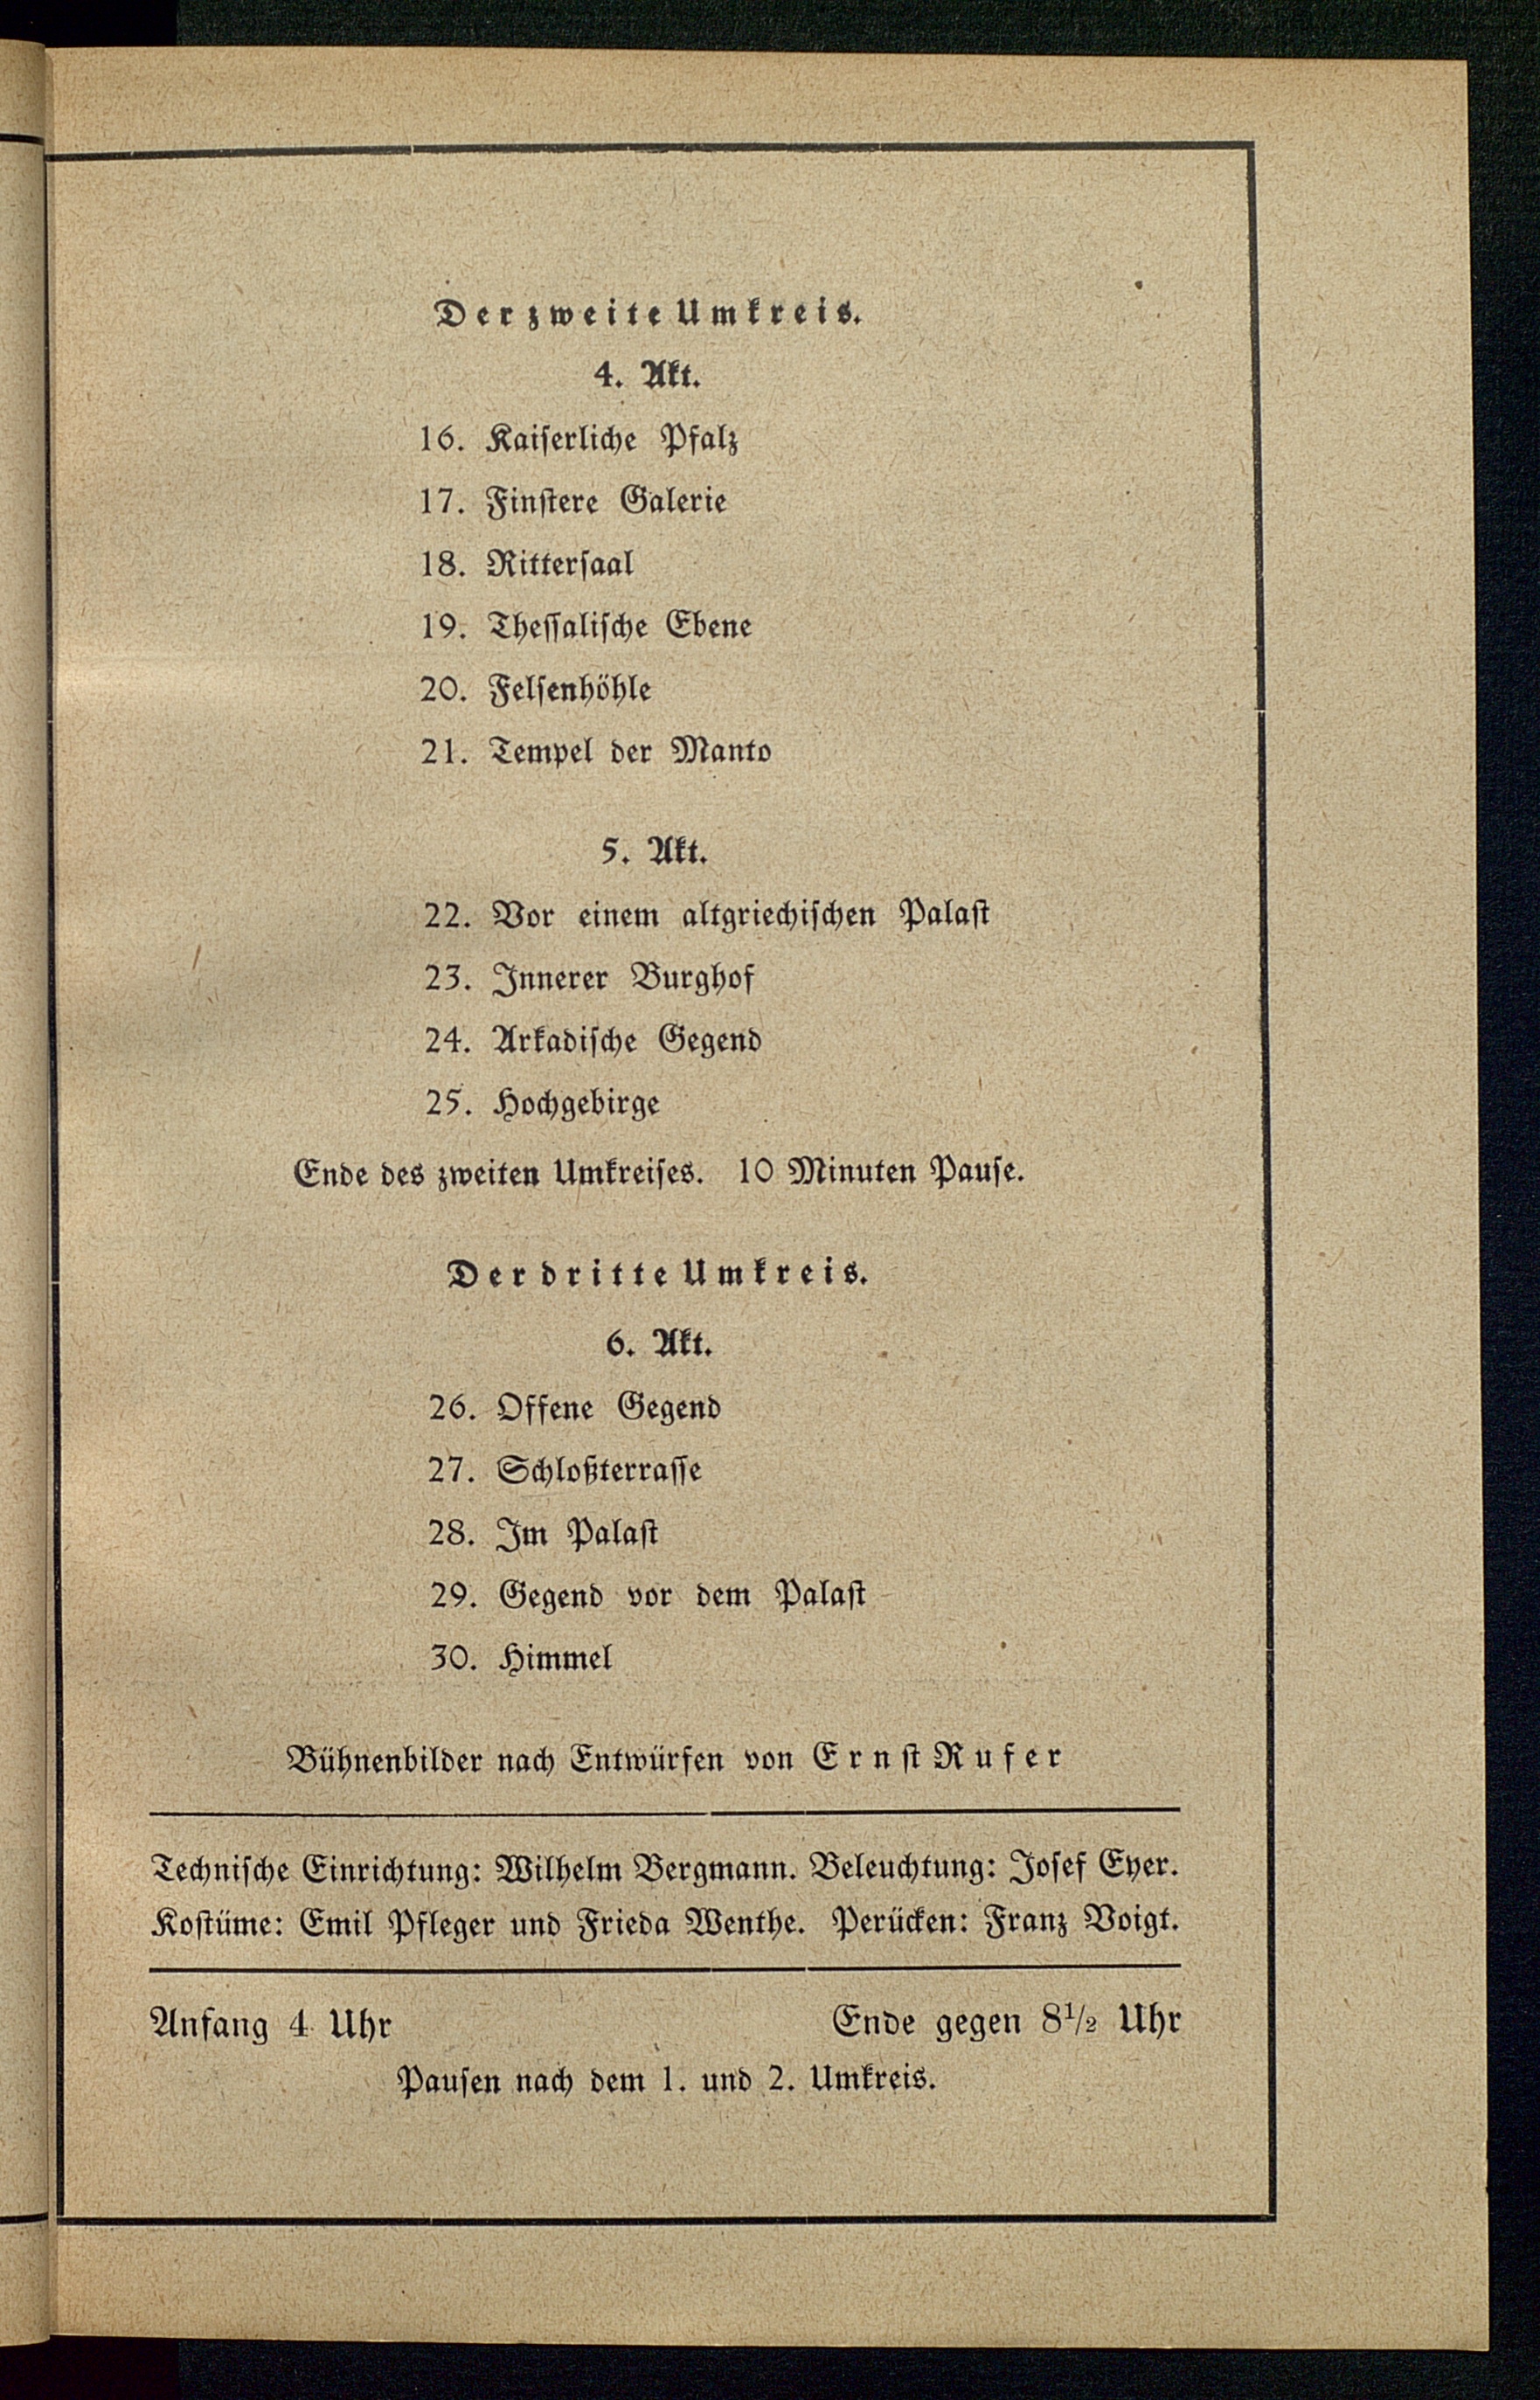 Der zweite Umkreis.
4. Akt.
16. Kaiserliche Pfalz
17. Finstere Galerie
18. Rittersaal
19. Thessalische Ebene
20. Felsenhöhle
21. Tempel der Manto
5. Akt.
22. Vor einem altgriechischen Palast
23. Innerer Burghof
24. Arkadische Gegend
25. Hochgebirge
Ende des zweiten Umkreises. 10 Minuten Pause.
Der dritte Umkreis.
6. Akt.
26. Offene Gegend
27. Schloßterrasse
28. Im Palast
29. Gegend vor dem Palast
30. Himmel
Bühnenbilder nach Entwürfen von Ernst Rufer
Technische Einrichtung: Wilhelm Bergmann. Beleuchtung: Josef Eyer.
Kostüme: Emil Pfleger und Frieda Wenthe. Perücken: Franz Voigt.
Anfang 4 Uhr Ende gegen 8½ Uhr
Pausen nach dem 1. und 2. Umkreis.